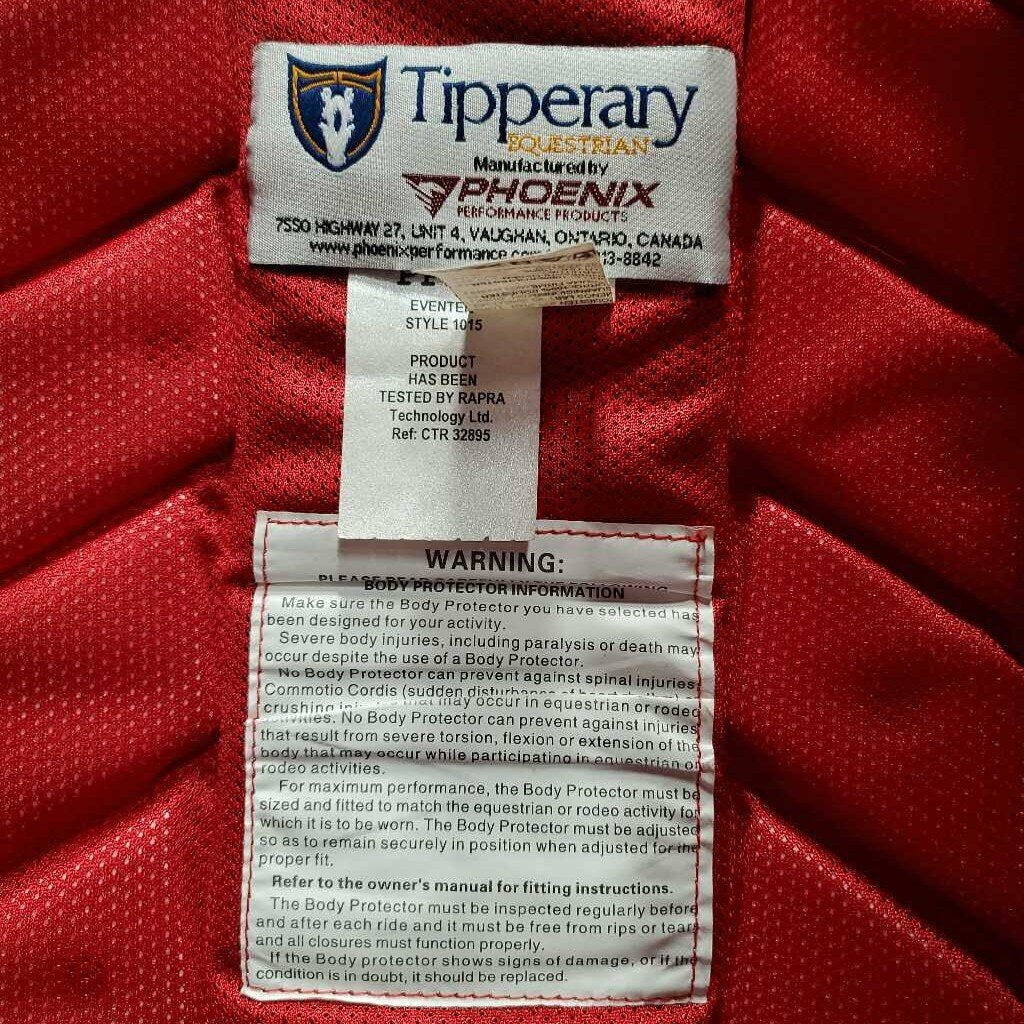 Tipperary
EQUESTRIAN
Manufactured by
PHOENIX
PERFORMANCE PRODUCTS
7550 HIGHWAY 27, UNIT 4, VAUGHAN, ONTARIO, CANADA
www.phoenixperformance.co 13-8842
EVENTE
STYLE 1015
PRODUCT
HAS BEEN
TESTED BY RAPRA
Technology Ltd.
Ref: CTR 32895
WARNING:
BODY PROTECTOR INFORMATION
Make sure the Body Protector you have selected has
been designed for your activity.
Severe body injuries, including paralysis or death may
occur despite the use of a Body Protector.
No Body Protector can prevent against spinal injuries
Commotio Cordis (sudden disturbance
crushing that may occur in equestrian or rodeo
activities. No Body Protector can prevent against injuries
that result from severe torsion, flexion or extension of the
body that may occur while participating in equestrian or
rodeo activities.
For maximum performance, the Body Protector must be
sized and fitted to match the equestrian or rodeo activity for
which it is to be worn. The Body Protector must be adjusted
so as to remain securely in position when adjusted for the
proper fit.
Refer to the owner's manual for fitting instructions.
The Body Protector must be inspected regularly before
and after each ride and it must be free from rips or tears
and all closures must function properly.
If the Body protector shows signs of damage, or if the
condition is in doubt, it should be replaced.